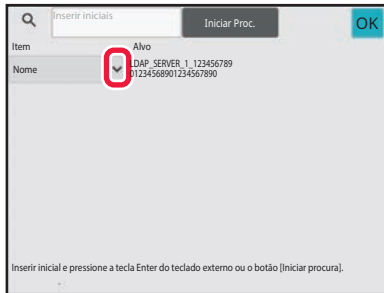 Inserir iniciais
Iniciar Proc.
OK
Item
Alvo
Nome
LDAP_SERVER_1_123456789
01234568901234567890
Inserir inicial e pressione a tecla Enter do teclado externo ou o botão [Iniciar procura].